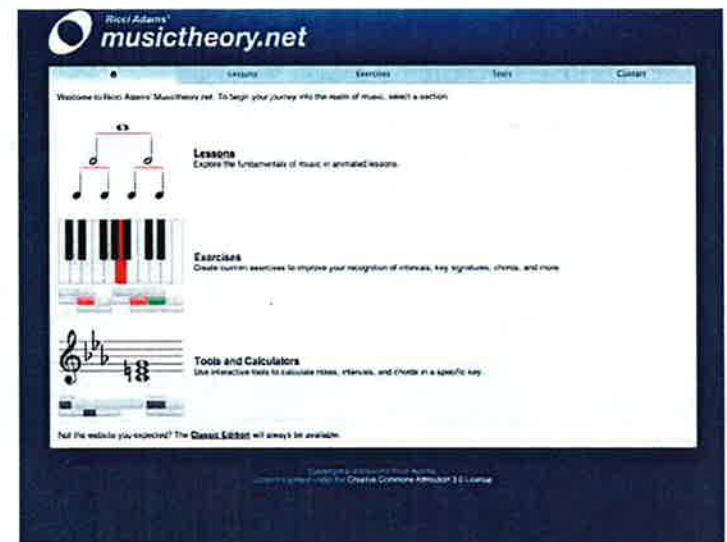 Ricci Adams'
musictheory.net
Lessons Exercises Tools Contact
Welcome to Ricci Adams' Musictheory.net. To begin your journey into the realm of music, select a section.
Lessons
Explore the fundamentals of music in animated lessons.
Exercises
Create custom exercises to improve your recognition of intervals, key signatures, chords, and more.
Tools and Calculators
Use interactive tools to calculate notes, intervals, and chords in a specific key.
Not the website you expected? The Classic Edition will always be available.
Creative Commons Attribution 3.0 License